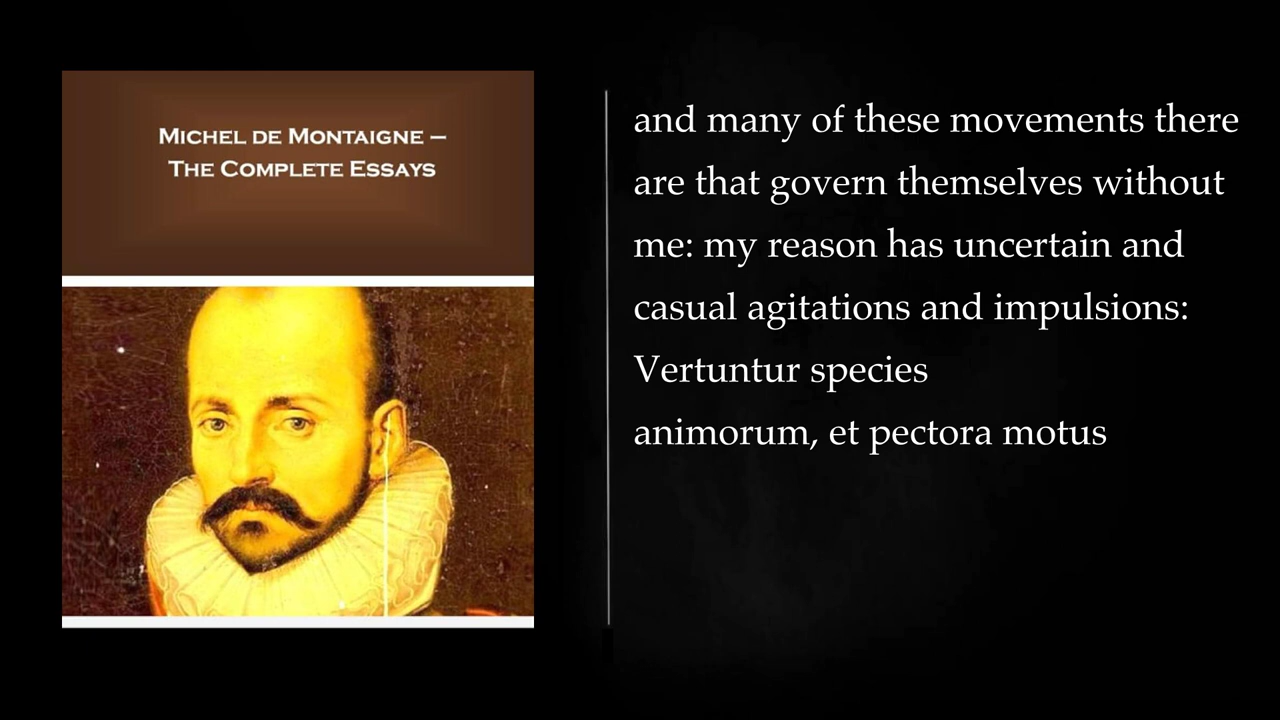 MICHEL DE MONTAIGNE –
THE COMPLETE ESSAYS
and many of these movements there
are that govern themselves without
me: my reason has uncertain and
casual agitations and impulsions:
Vertuntur species
animorum, et pectora motus